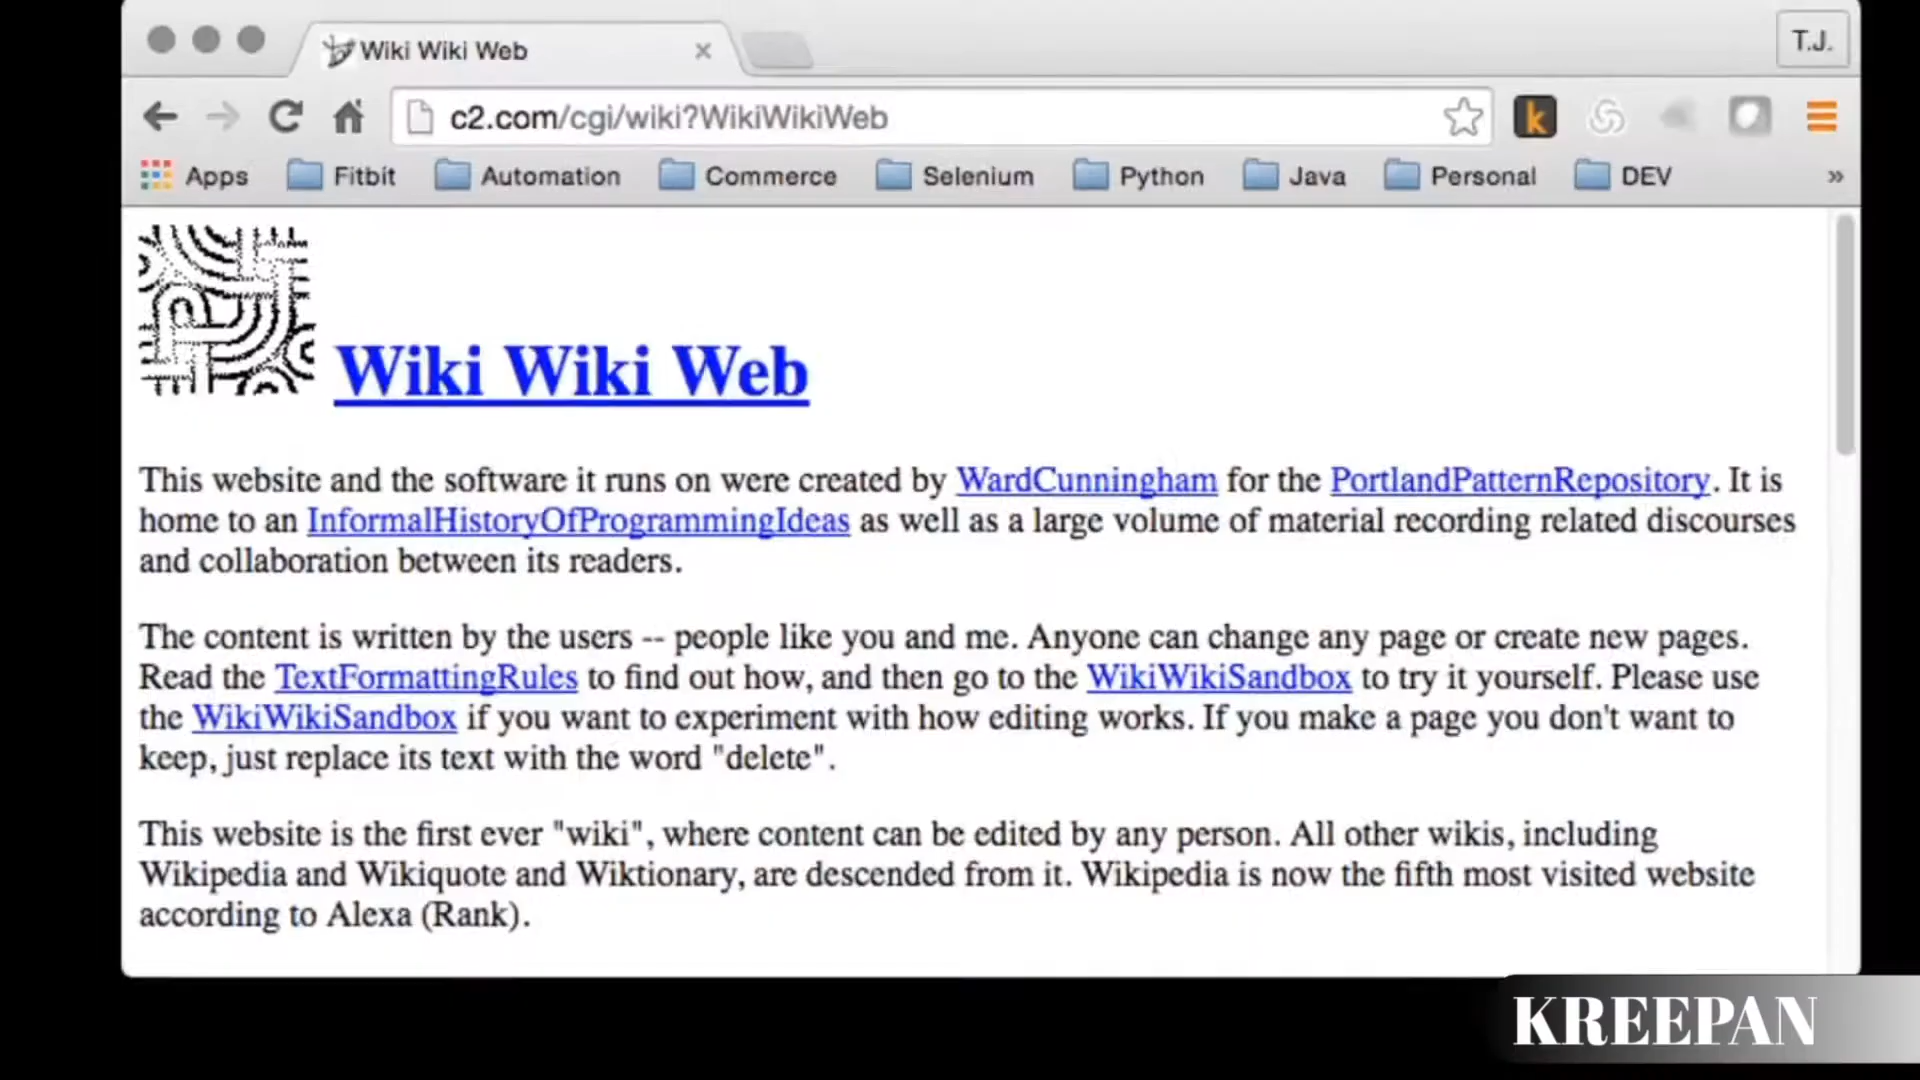 Wiki Wiki Web
T.J.
c2.com/cgi/wiki?WikiWikiWeb
Apps Fitbit Automation Commerce Selenium Python Java Personal DEV »
Wiki Wiki Web
This website and the software it runs on were created by WardCunningham for the PortlandPatternRepository. It is
home to an InformalHistoryOfProgrammingIdeas as well as a large volume of material recording related discourses
and collaboration between its readers.
The content is written by the users -- people like you and me. Anyone can change any page or create new pages.
Read the TextFormattingRules to find out how, and then go to the WikiWikiSandbox to try it yourself. Please use
the WikiWikiSandbox if you want to experiment with how editing works. If you make a page you don't want to
keep, just replace its text with the word "delete".
This website is the first ever "wiki", where content can be edited by any person. All other wikis, including
Wikipedia and Wikiquote and Wiktionary, are descended from it. Wikipedia is now the fifth most visited website
according to Alexa (Rank).
KREEPAN